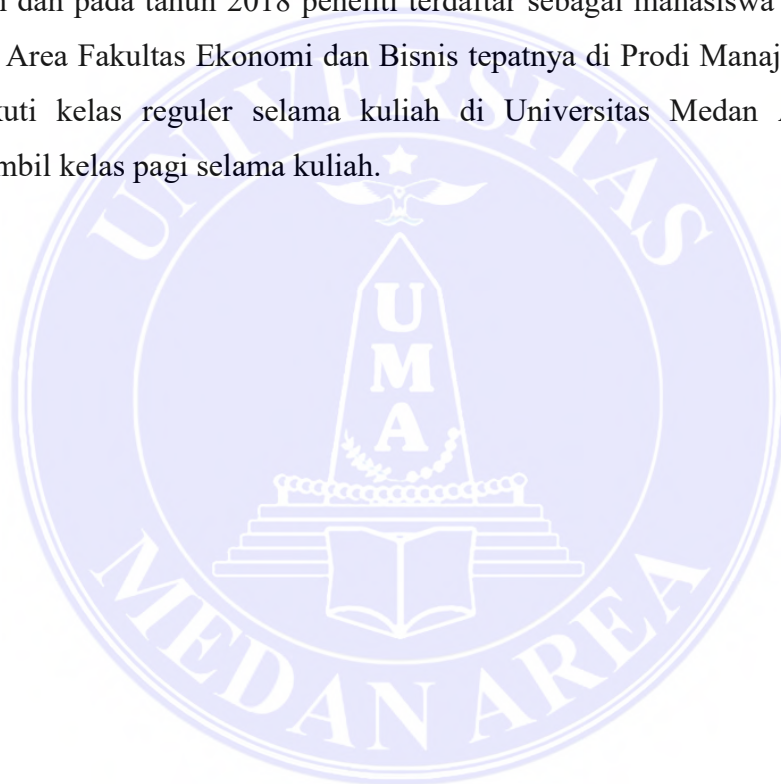 dan pada tahun 2018 peneliti terdaftar sebagai mahasiswa
Area Fakultas Ekonomi dan Bisnis tepatnya di Prodi Manaj
kuti kelas reguler selama kuliah di Universitas Medan
mbil kelas pagi selama kuliah.
UNIVERSITAS
U
M
A
MEDAN AREA